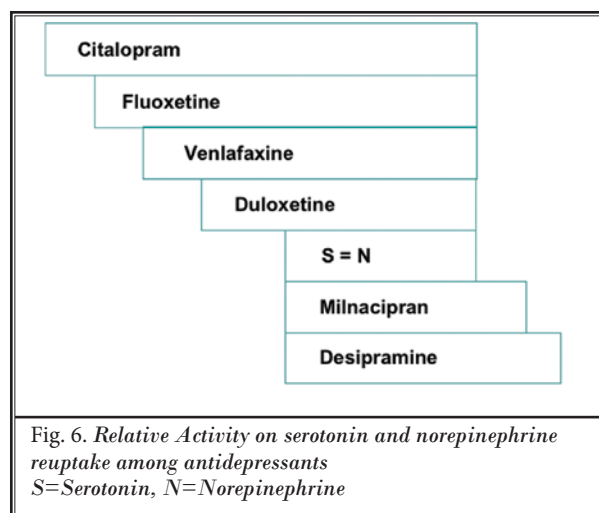 Citalopram
Fluoxetine
Venlafaxine
Duloxetine
S = N
Milnacipran
Desipramine
Fig. 6. Relative Activity on serotonin and norepinephrine
reuptake among antidepressants
S=Serotonin, N=Norepinephrine